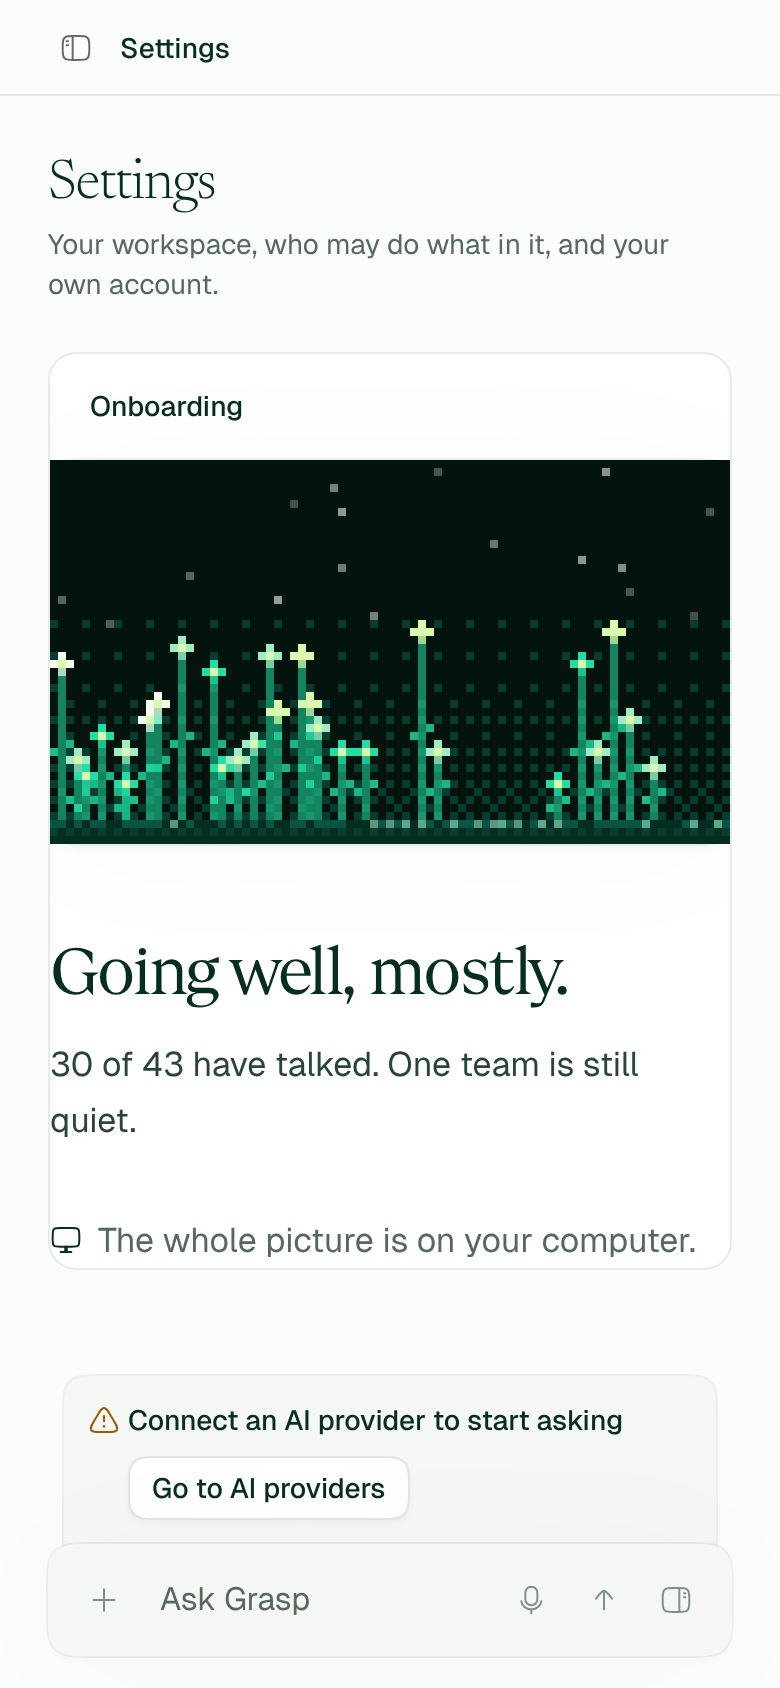 Settings
Settings
Your workspace, who may do what in it, and your
own account.
Onboarding
Going well, mostly.
30 of 43 have talked. One team is still
quiet.
The whole picture is on your computer.
Connect an AI provider to start asking
Go to AI providers
Ask Grasp